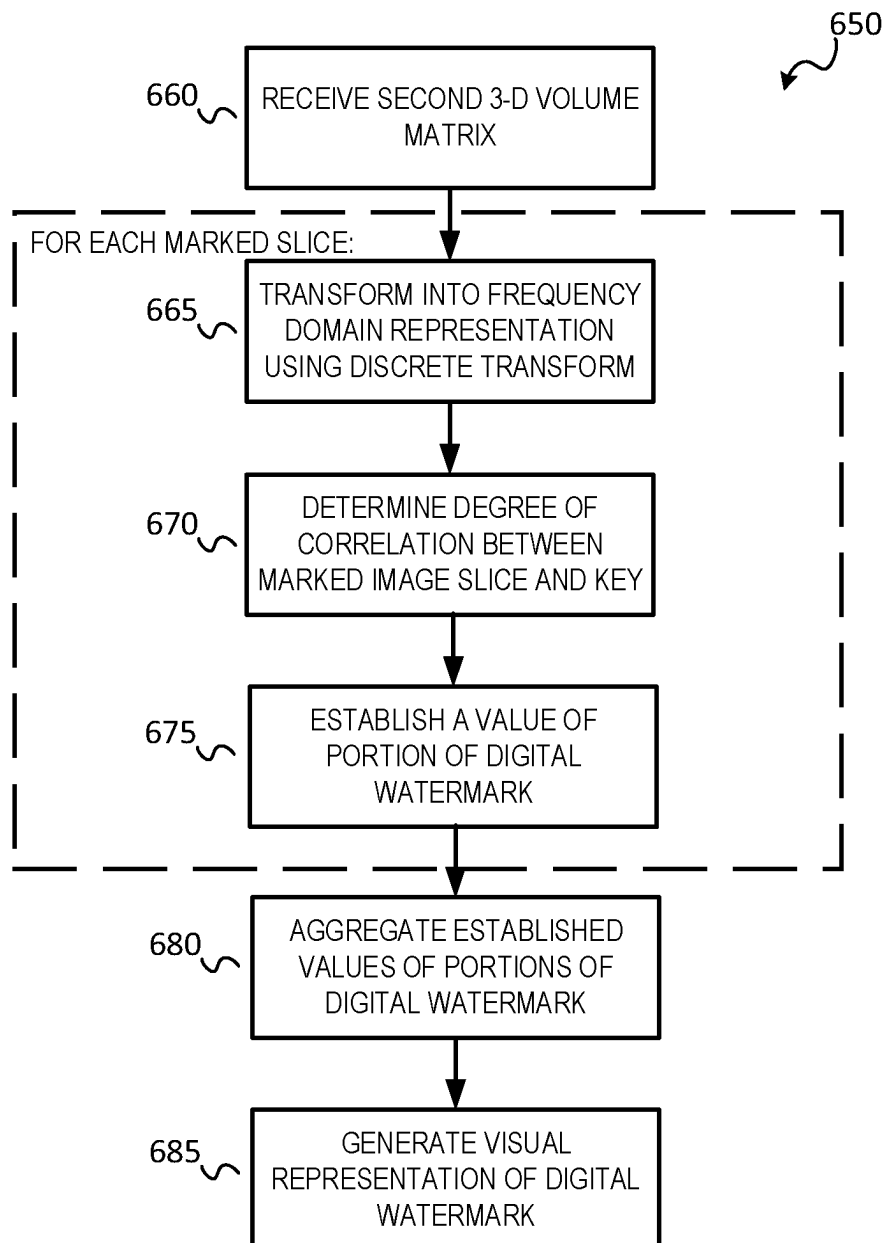 650
660
RECEIVE SECOND 3-D VOLUME
MATRIX
FOR EACH MARKED SLICE:
665
TRANSFORM INTO FREQUENCY
DOMAIN REPRESENTATION
USING DISCRETE TRANSFORM
670
DETERMINE DEGREE OF
CORRELATION BETWEEN
MARKED IMAGE SLICE AND KEY
675
ESTABLISH A VALUE OF
PORTION OF DIGITAL
WATERMARK
680
AGGREGATE ESTABLISHED
VALUES OF PORTIONS OF
DIGITAL WATERMARK
685
GENERATE VISUAL
REPRESENTATION OF DIGITAL
WATERMARK